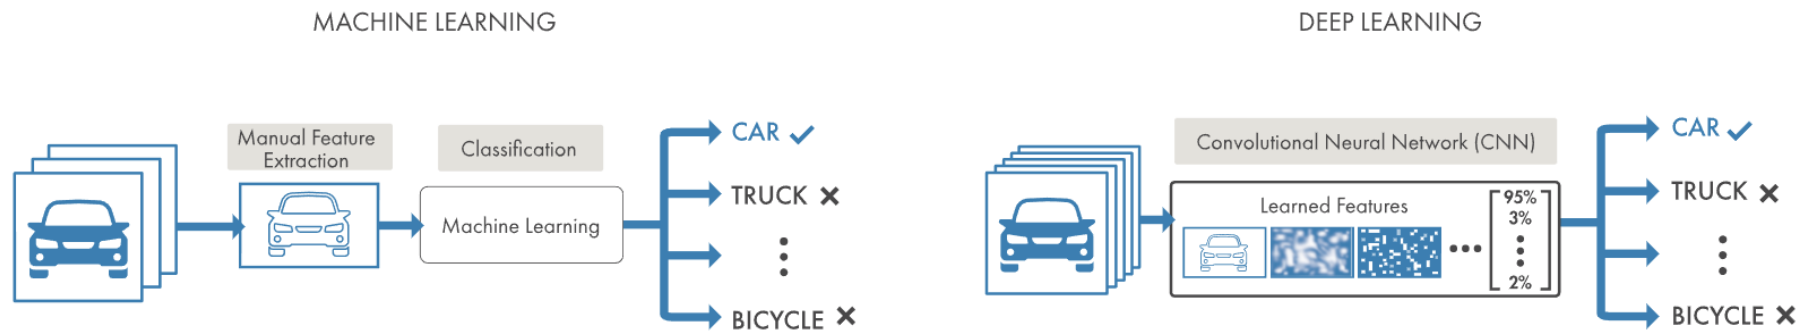 MACHINE LEARNING
Manual Feature
Extraction
Classification
Machine Learning
CAR
TRUCK
BICYCLE
DEEP LEARNING
Convolutional Neural Network (CNN)
Learned Features
95%
3%
2%
CAR
TRUCK
BICYCLE